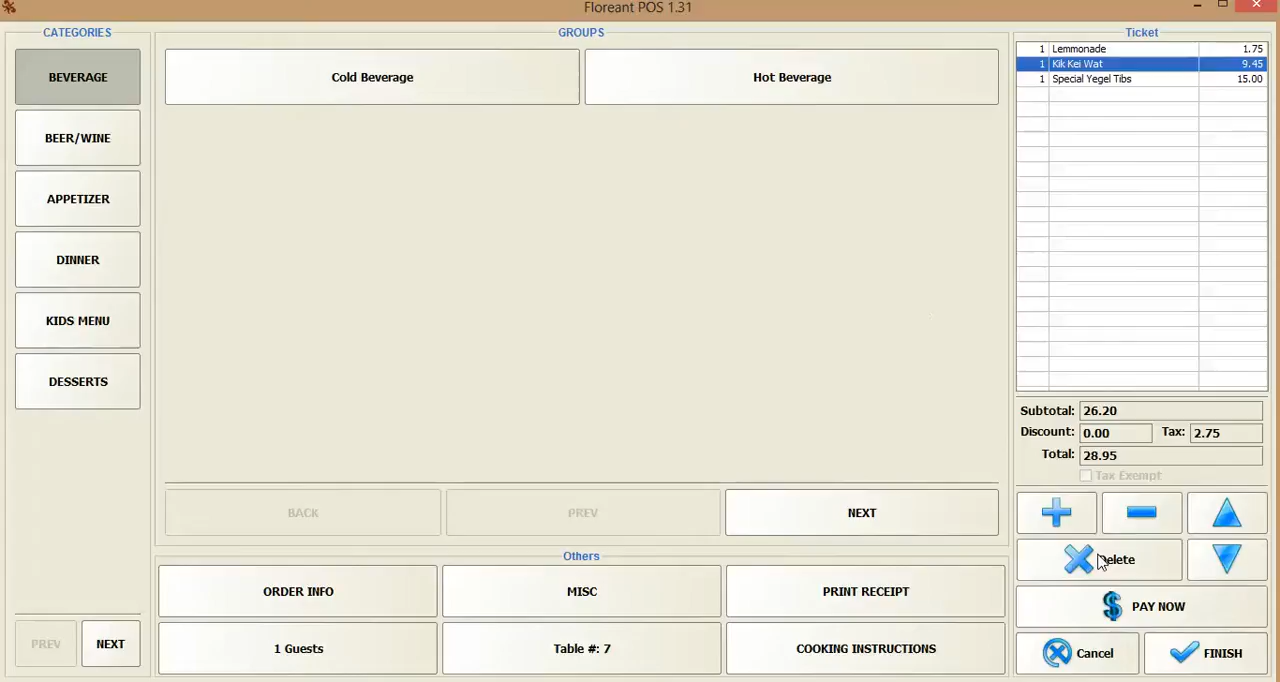 Floreant POS 1.31
CATEGORIES
BEVERAGE
BEER/WINE
APPETIZER
DINNER
KIDS MENU
DESSERTS
PREV
NEXT
GROUPS
Cold Beverage
Hot Beverage
BACK
PREV
NEXT
Others
ORDER INFO
MISC
PRINT RECEIPT
1 Guests
Table #: 7
COOKING INSTRUCTIONS
Ticket
1 Lemmonade 1.75
1 Kik Kei Wat 9.45
1 Special Yegel Tibs 15.00
Subtotal: 26.20
Discount: 0.00 Tax: 2.75
Total: 28.95
Tax Exempt
Delete
PAY NOW
Cancel
FINISH